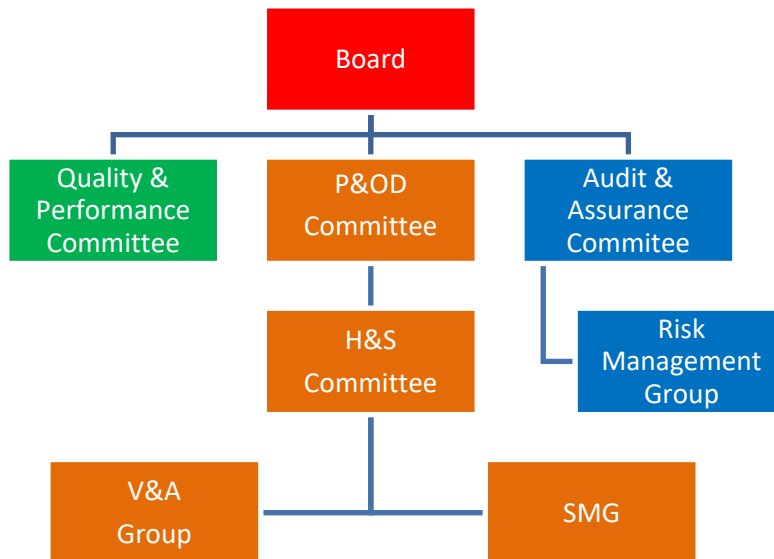 Board
Quality &
Performance
Committee
P&OD
Committee
Audit &
Assurance
Commitee
H&S
Committee
Risk
Management
Group
V&A
Group
SMG